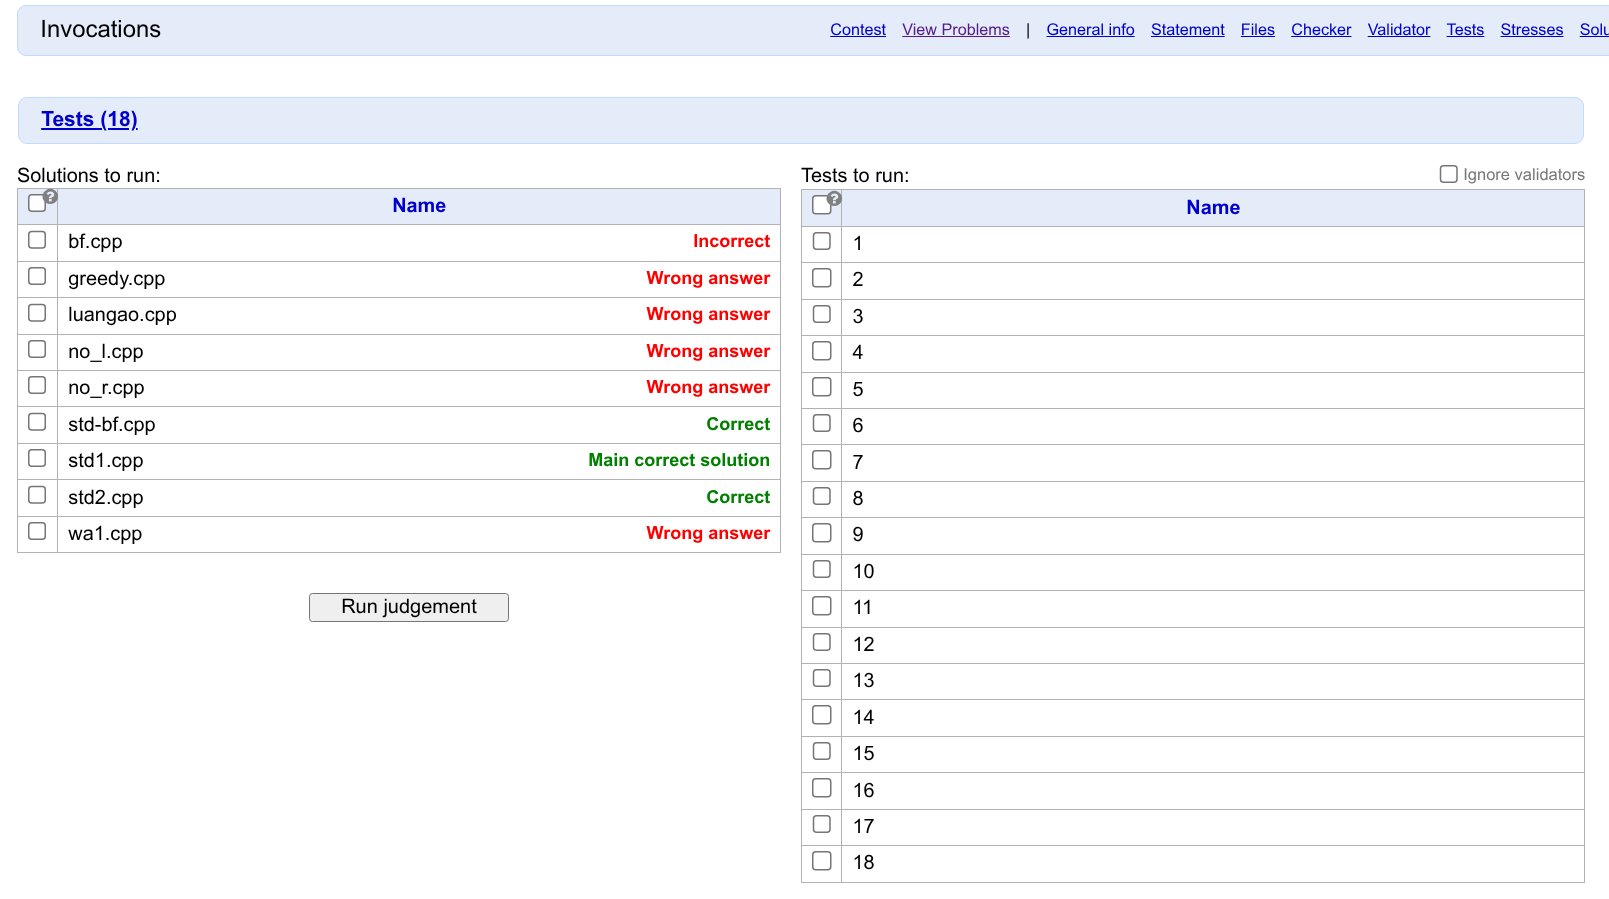 Invocations
Contest View Problems | General info Statement Files Checker Validator Tests Stresses Solu
Tests (18)
Solutions to run:
? Name
bf.cpp Incorrect
greedy.cpp Wrong answer
luangao.cpp Wrong answer
no_l.cpp Wrong answer
no_r.cpp Wrong answer
std-bf.cpp Correct
std1.cpp Main correct solution
std2.cpp Correct
wa1.cpp Wrong answer
Run judgement
Tests to run: Ignore validators
? Name
1
2
3
4
5
6
7
8
9
10
11
12
13
14
15
16
17
18